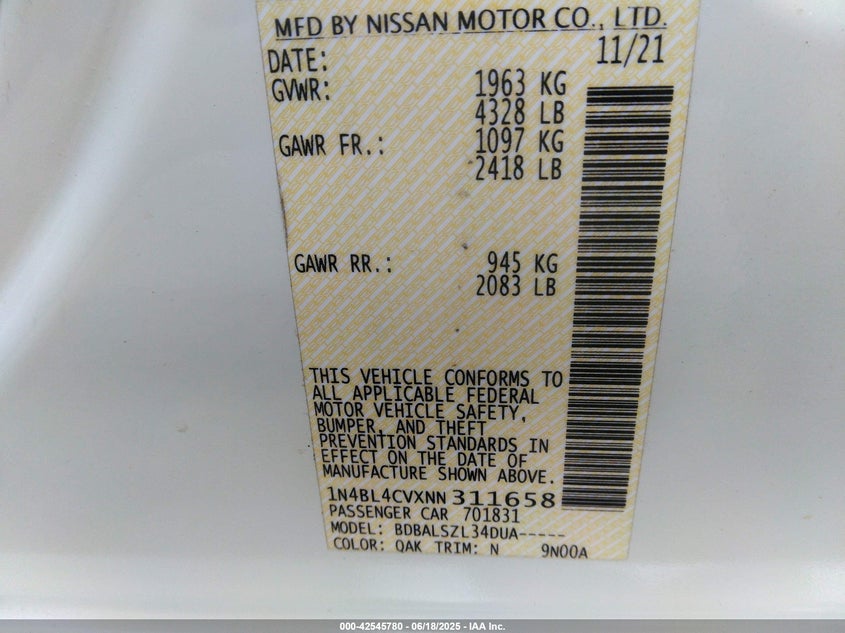 MFD BY NISSAN MOTOR CO., LTD.
DATE: 11/21
GVWR: 1963 KG
4328 LB
GAWR FR.: 1097 KG
2418 LB
GAWR RR.: 945 KG
2083 LB
THIS VEHICLE CONFORMS TO
ALL APPLICABLE FEDERAL
MOTOR VEHICLE SAFETY,
BUMPER, AND THEFT
PREVENTION STANDARDS IN
EFFECT ON THE DATE OF
MANUFACTURE SHOWN ABOVE.
1N4BL4CVXNN311658
PASSENGER CAR 701831
MODEL: BDBALSZL34DUA-----
COLOR: QAK TRIM: N 9N00A
000-42545780 - 06/18/2025 - IAA Inc.